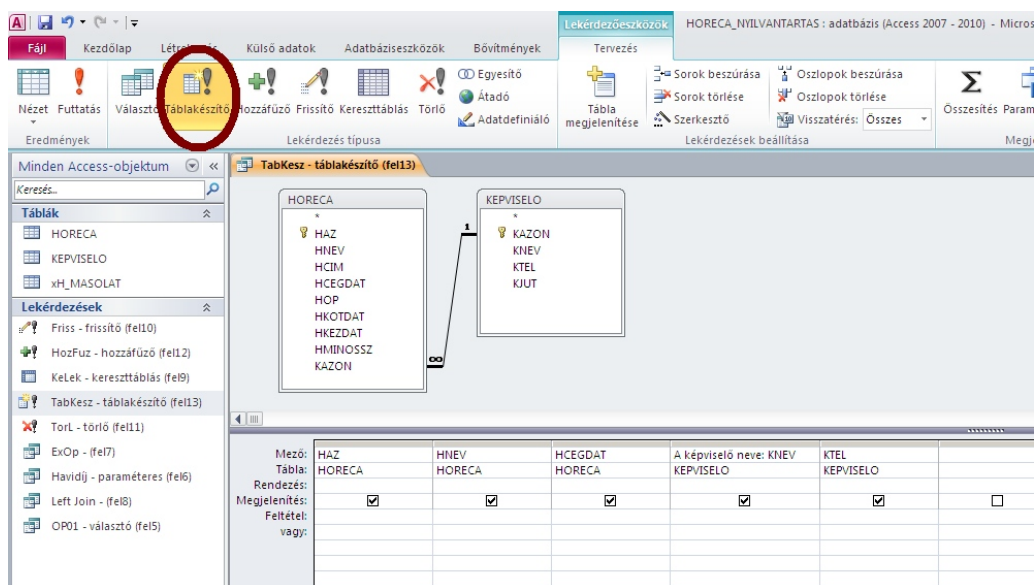 A
Lekérdezőeszközök HORECA_NYILVANTARTAS : adatbázis (Access 2007 - 2010) - Micros
Fájl Kezdőlap Külső adatok Adatbáziseszközök Bővítmények Tervezés
Nézet Futtatás Választó Táblakészítő Hozzáfűző Frissítő Kereszttáblás Törlő
Egyesítő
Átadó
Adatdefiniáló
Tábla
megjelenítése
Sorok beszúrása
Sorok törlése
Szerkesztő
Oszlopok beszúrása
Oszlopok törlése
Visszatérés: Összes
Összesítés Param
Eredmények Lekérdezés típusa Lekérdezések beállítása Megje
Minden Access-objektum «
Keresés...
Táblák
HORECA
KEPVISELO
xH_MASOLAT
Lekérdezések
Friss - frissítő (fel10)
HozFuz - hozzáfűző (fel12)
KeLek - kereszttáblás (fel9)
TabKesz - táblakészítő (fel13)
TorL - törlő (fel11)
ExOp - (fel7)
Havidíj - paraméteres (fel6)
Left Join - (fel8)
OP01 - választó (fel5)
TabKesz - táblakészítő (fel13)
HORECA
*
HAZ
HNEV
HCIM
HCEGDAT
HOP
HKOTDAT
HKEZDAT
HMINOSSZ
KAZON
1
∞
KEPVISELO
*
KAZON
KNEV
KTEL
KJUT
Mező: HAZ HNEV HCEGDAT A képviselő neve: KNEV KTEL
Tábla: HORECA HORECA HORECA KEPVISELO KEPVISELO
Rendezés:
Megjelenítés:
Feltétel:
vagy: